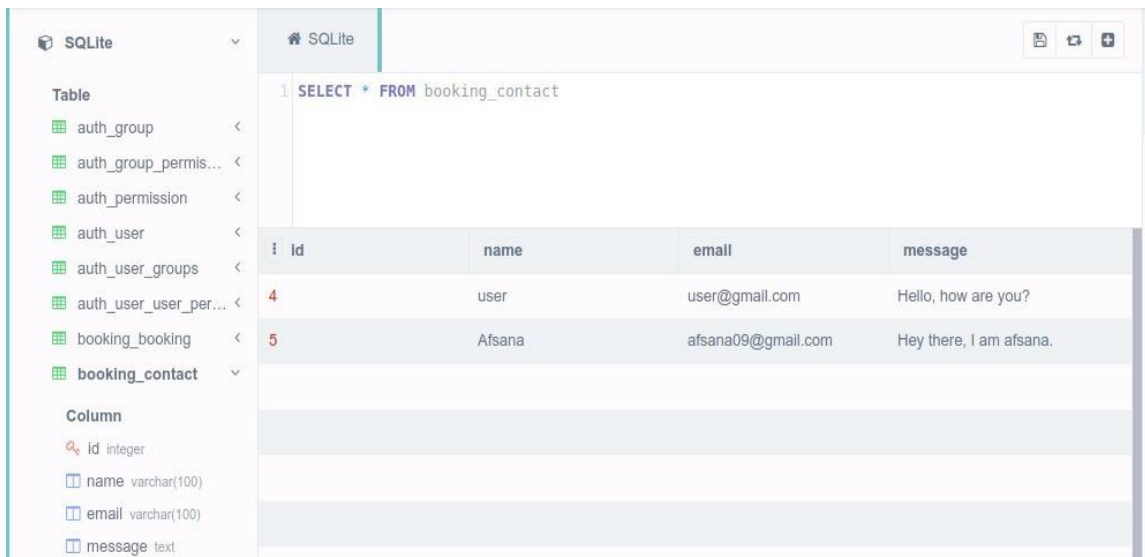 SQLite
Table
auth_group
auth_group_permis...
auth_permission
auth_user
auth_user_groups
auth_user_user_per...
booking_booking
booking_contact
Column
id integer
name varchar(100)
email varchar(100)
message text
SQLite
1 SELECT * FROM booking_contact
id name email message
4 user user@gmail.com Hello, how are you?
5 Afsana afsana09@gmail.com Hey there, I am afsana.